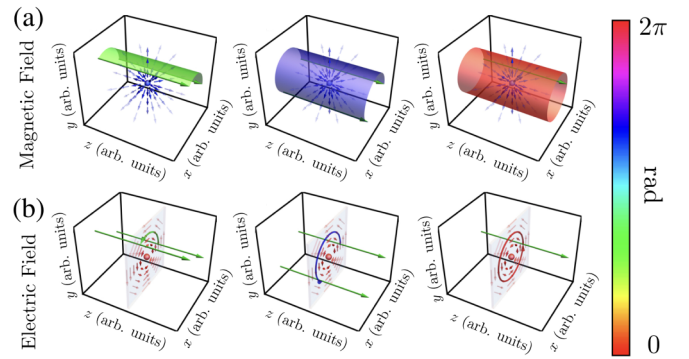 (a)
Magnetic Field
y (arb. units)
z (arb. units)
x (arb. units)
y (arb. units)
z (arb. units)
x (arb. units)
y (arb. units)
z (arb. units)
x (arb. units)
(b)
Electric Field
y (arb. units)
z (arb. units)
x (arb. units)
y (arb. units)
z (arb. units)
x (arb. units)
y (arb. units)
z (arb. units)
x (arb. units)
2π
rad
0